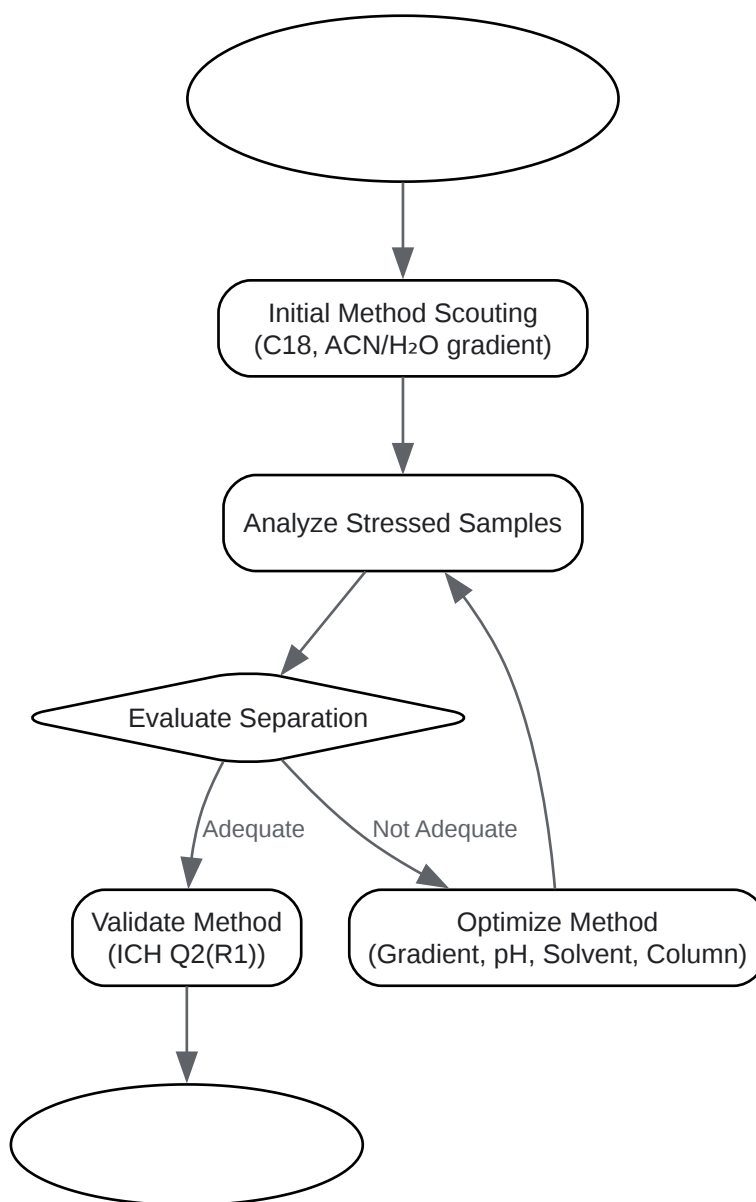 Initial Method Scouting
(C18, ACN/H₂O gradient)
Analyze Stressed Samples
Evaluate Separation
Adequate
Not Adequate
Validate Method
(ICH Q2(R1))
Optimize Method
(Gradient, pH, Solvent, Column)